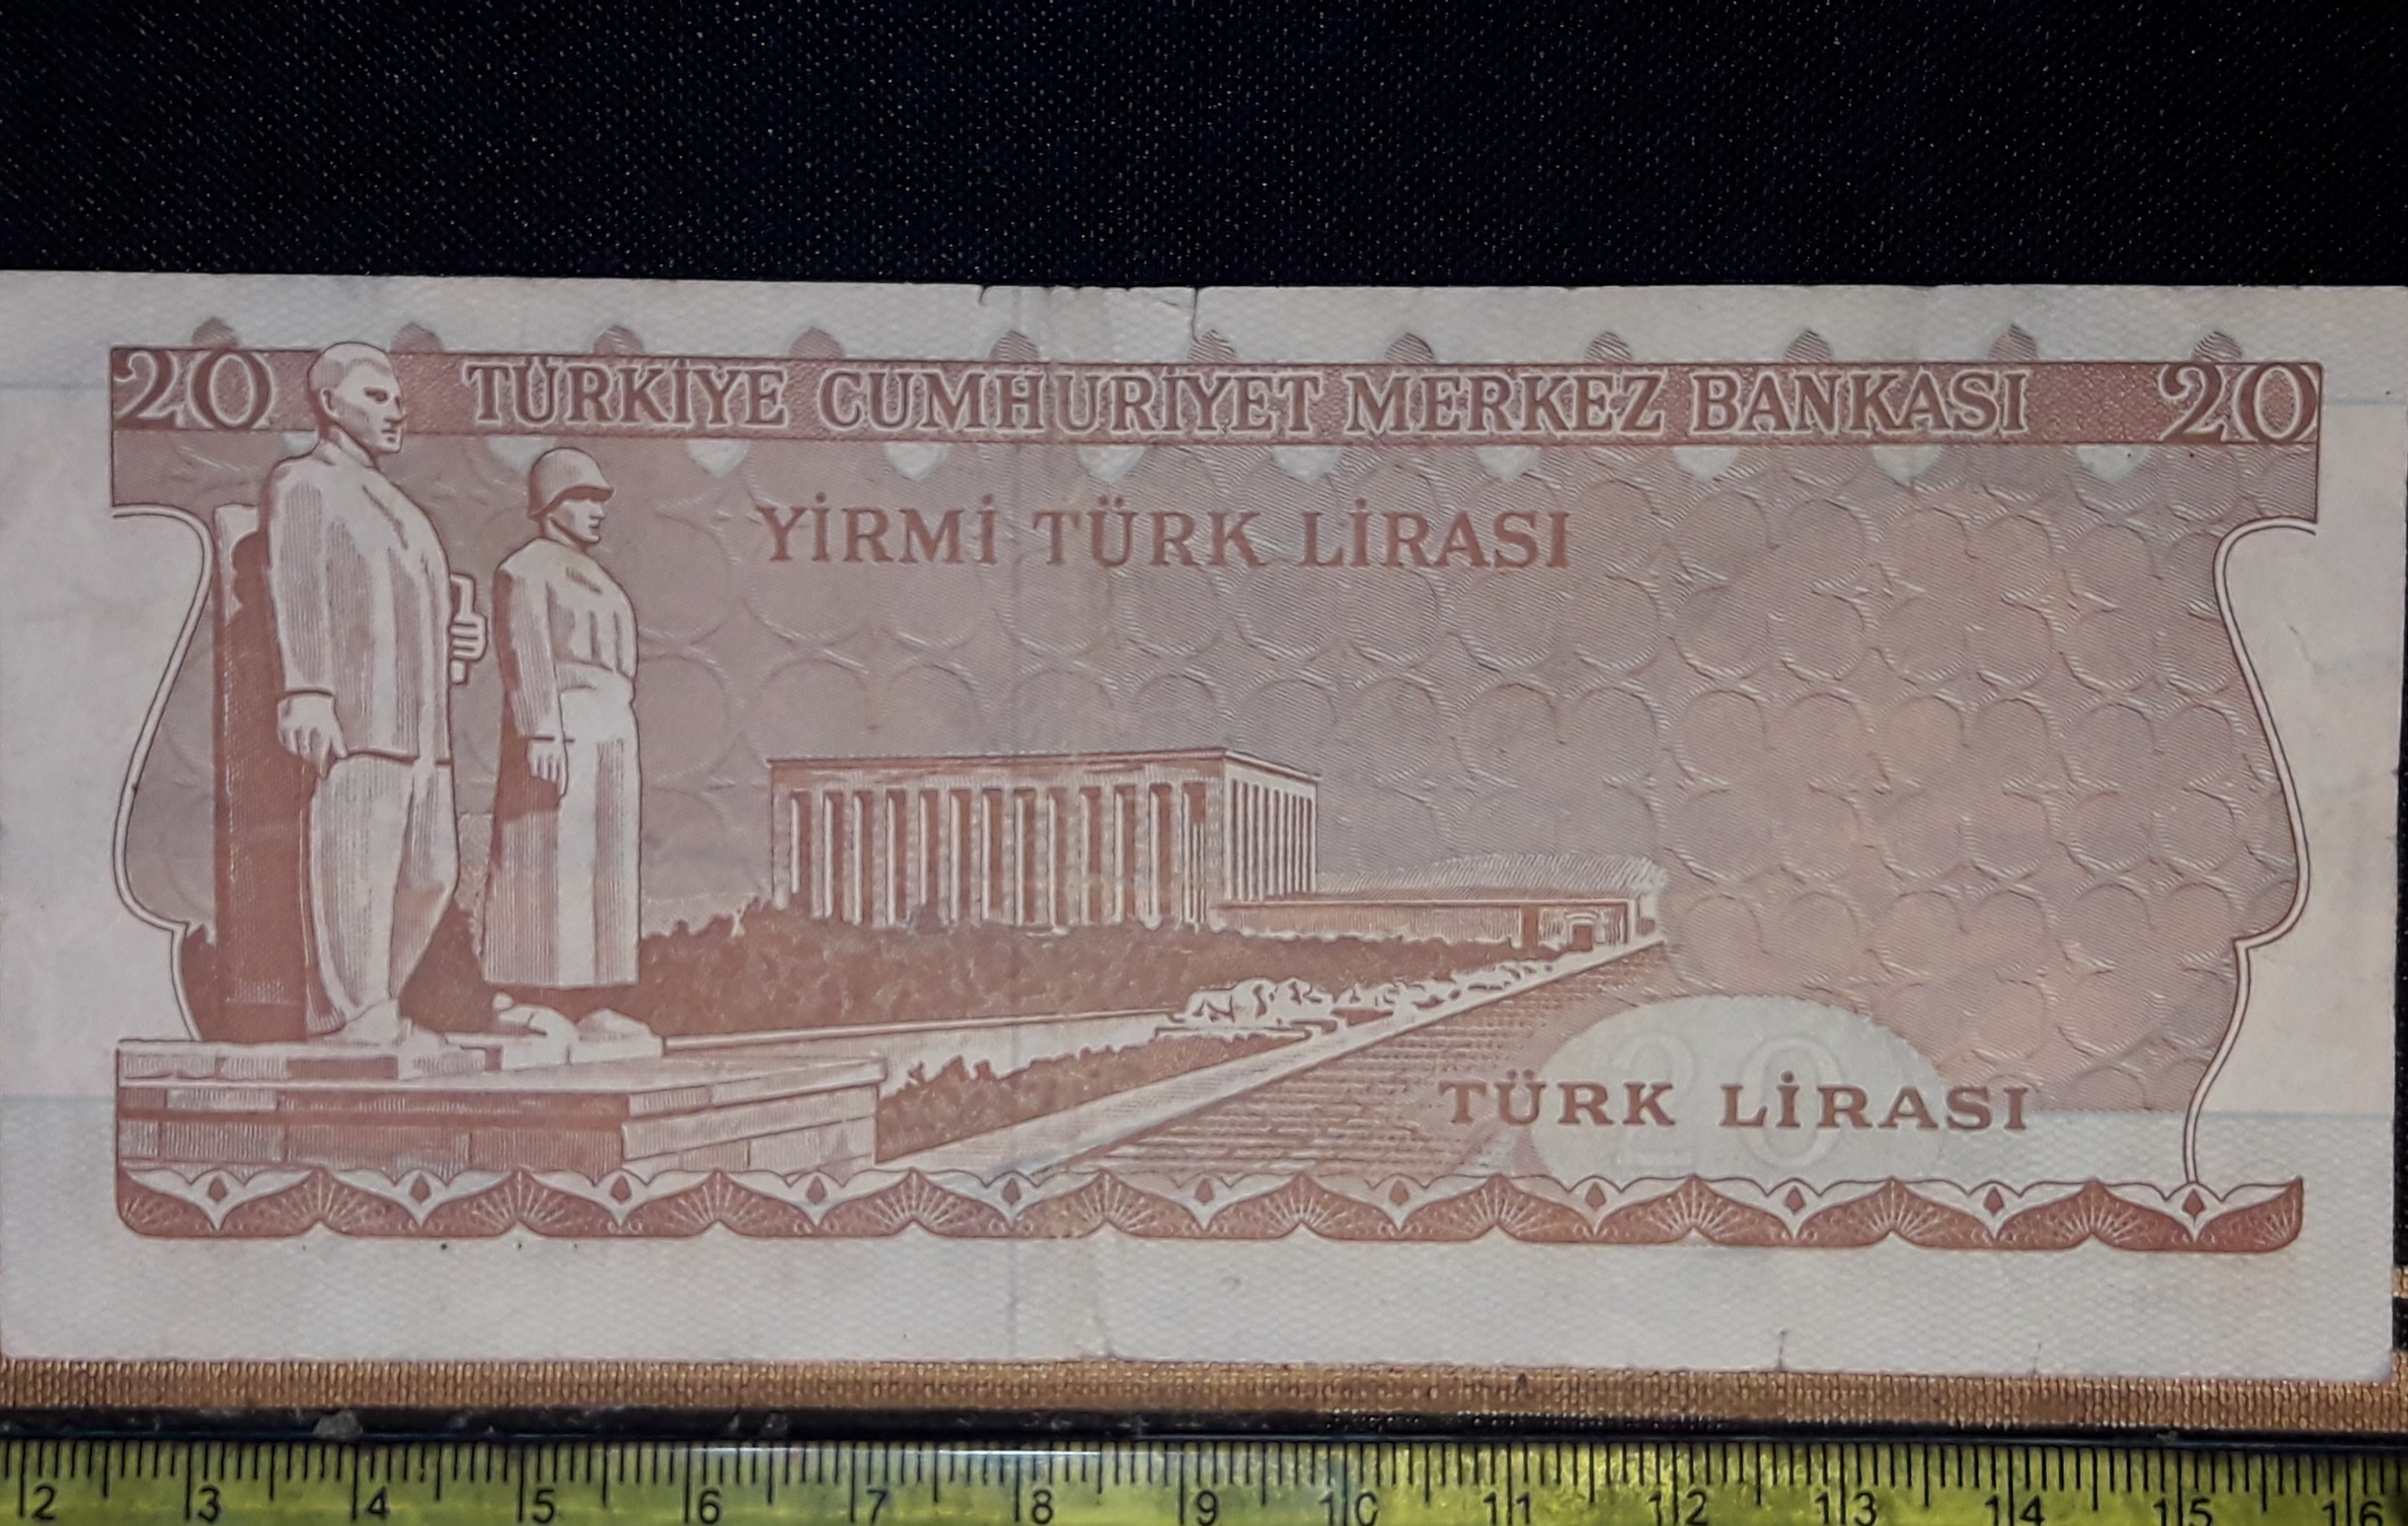 20 TÜRKİYE CUMHURİYET MERKEZ BANKASI 20
YİRMİ TÜRK LİRASI
20
TÜRK LİRASI
2 3 4 5 6 7 8 9 10 11 12 13 14 15 16